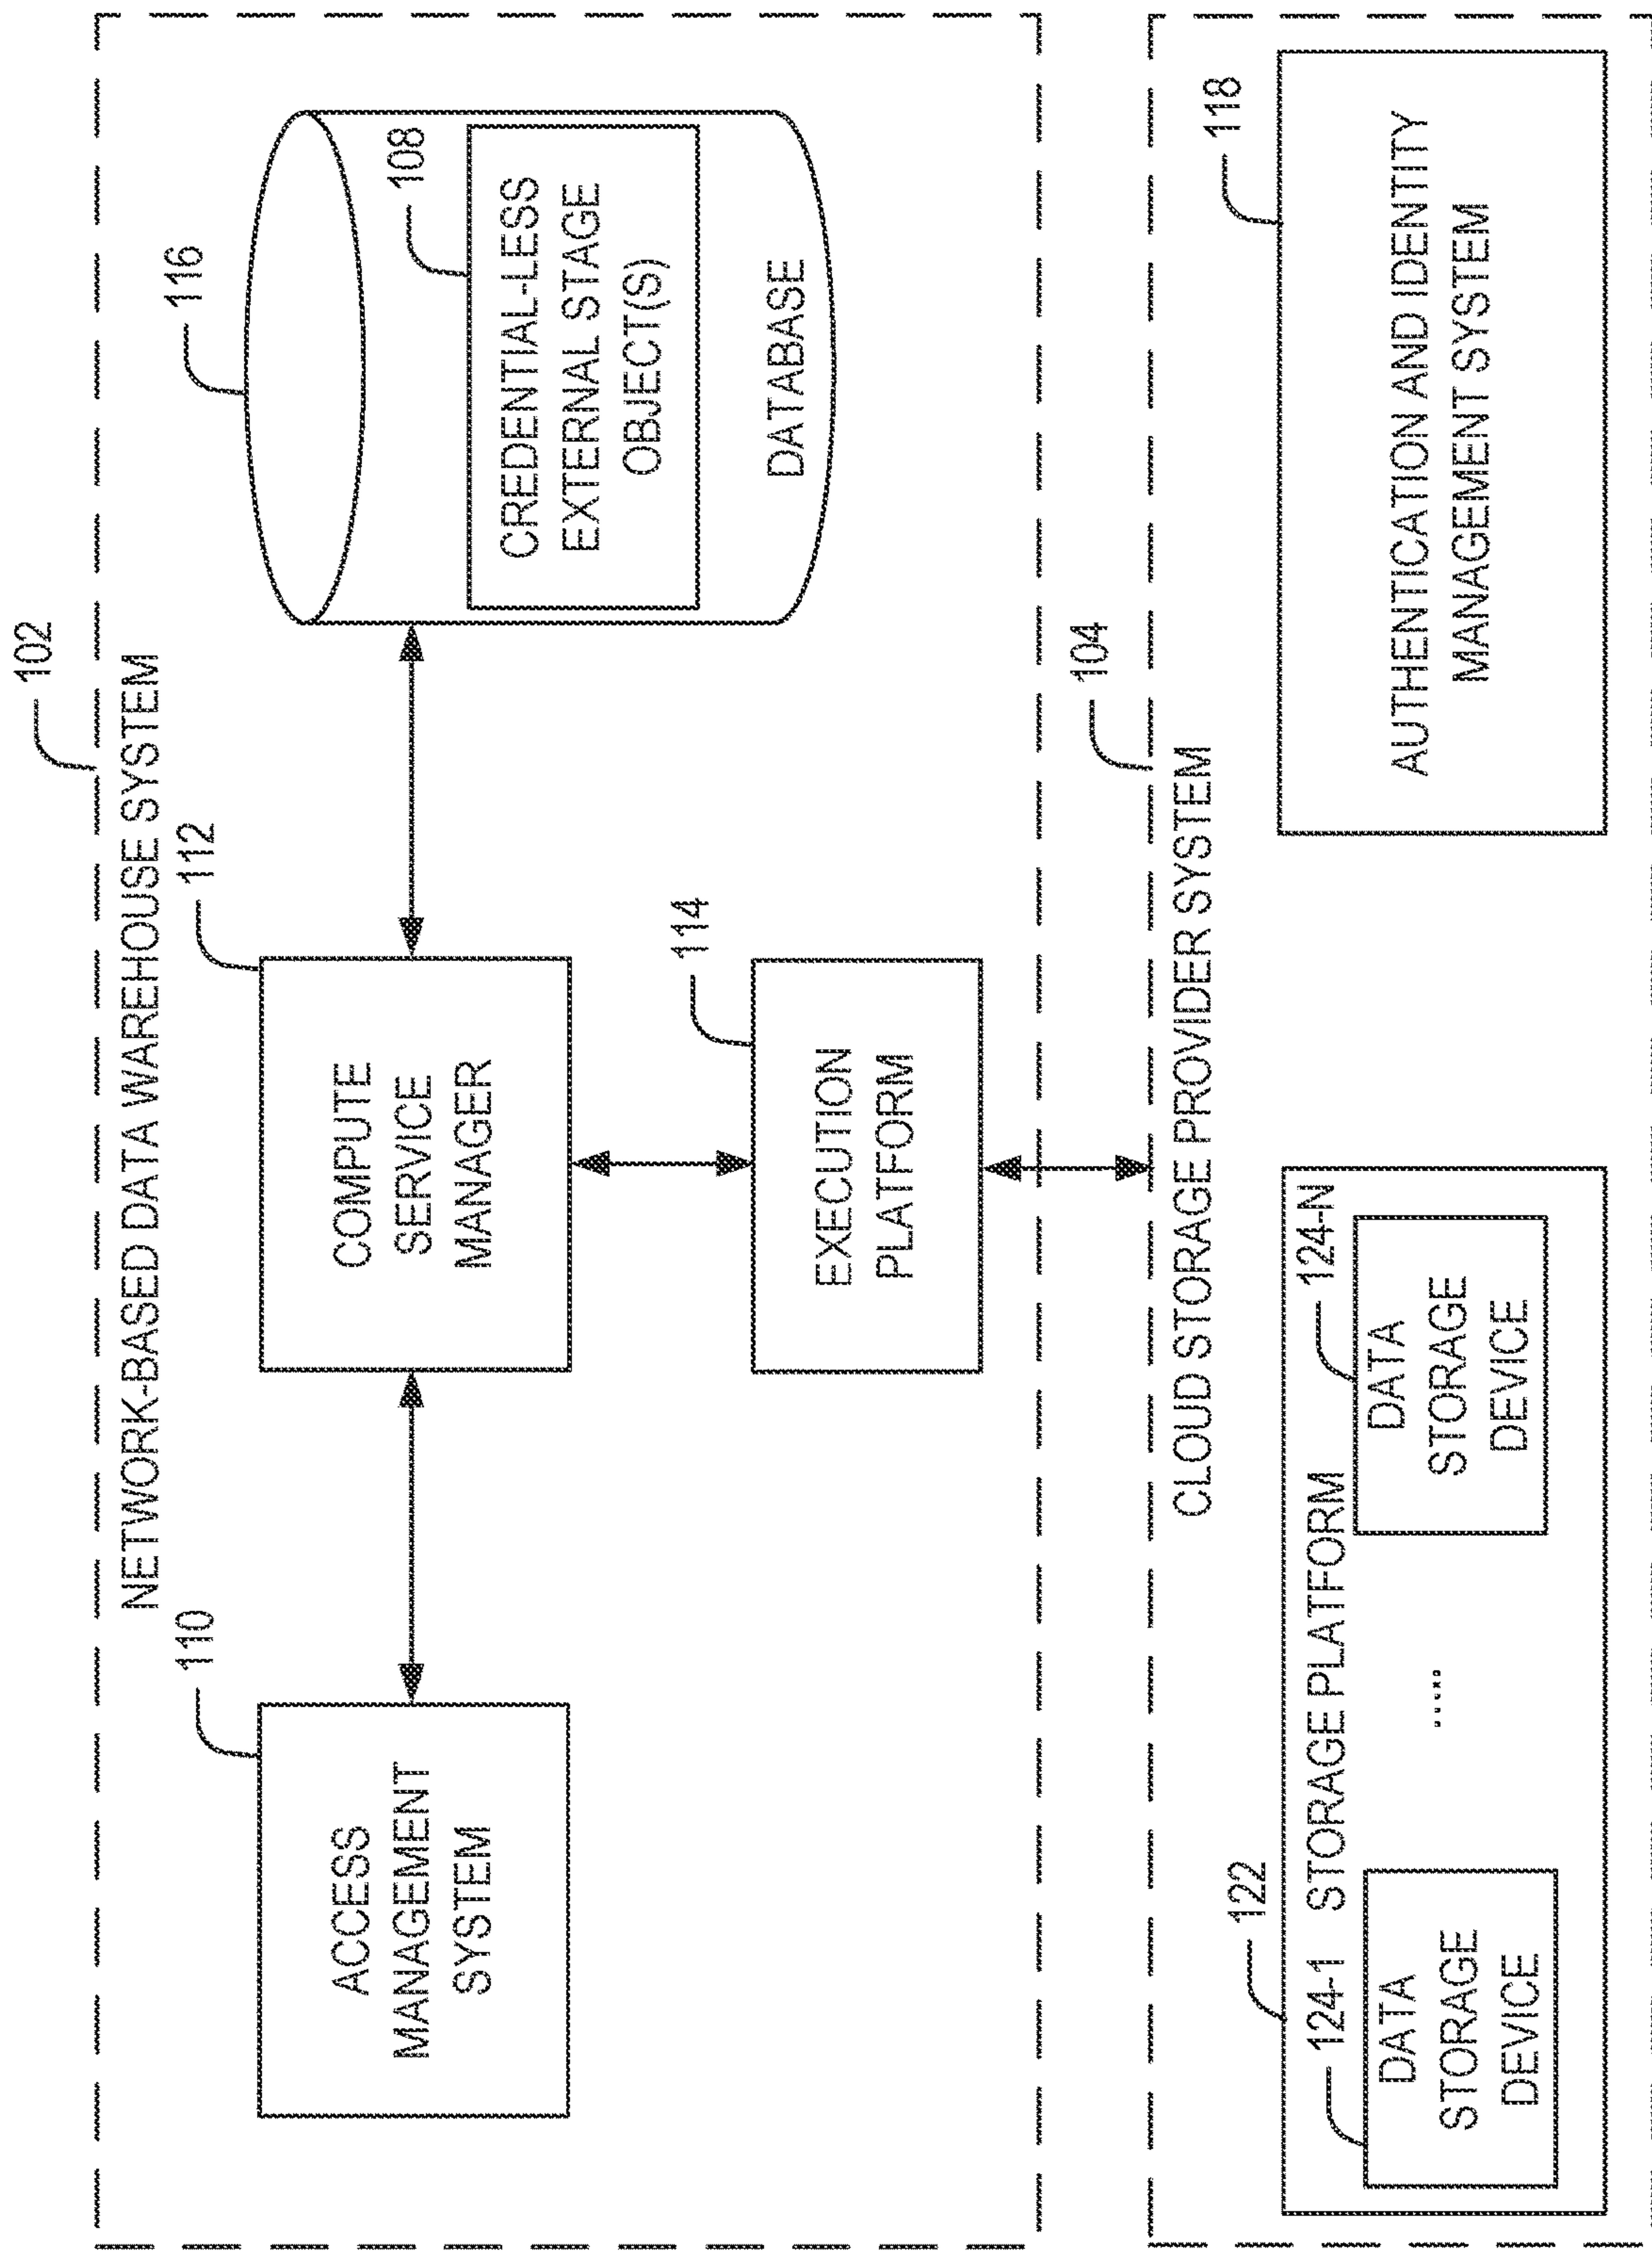 102
NETWORK-BASED DATA WAREHOUSE SYSTEM
110
ACCESS
MANAGEMENT
SYSTEM
112
COMPUTE
SERVICE
MANAGER
116
108
CREDENTIAL-LESS
EXTERNAL STAGE
OBJECT(S)
DATABASE
114
EXECUTION
PLATFORM
104
CLOUD STORAGE PROVIDER SYSTEM
122
124-1 STORAGE PLATFORM 124-N
DATA
STORAGE
DEVICE
.....
DATA
STORAGE
DEVICE
118
AUTHENTICATION AND IDENTITY
MANAGEMENT SYSTEM